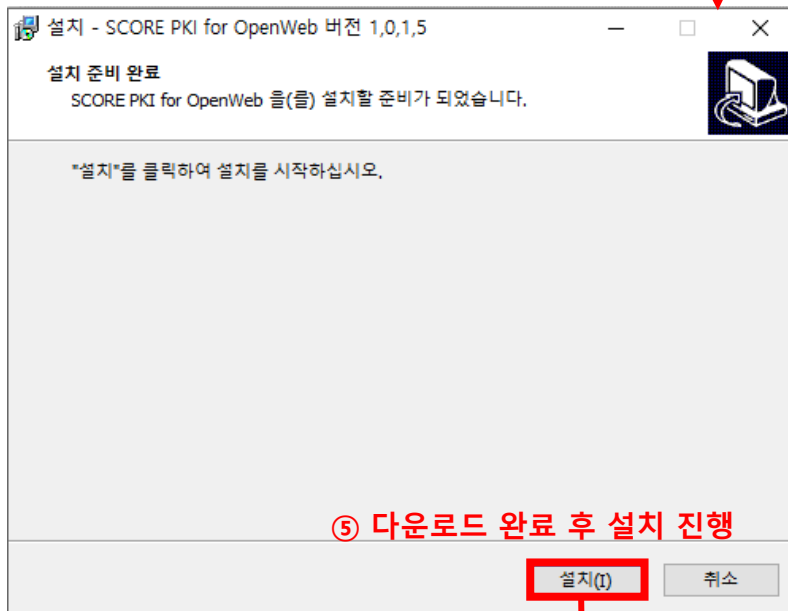 설치 - SCORE PKI for OpenWeb 버전 1,0,1,5
설치 준비 완료
SCORE PKI for OpenWeb 을(를) 설치할 준비가 되었습니다.
"설치"를 클릭하여 설치를 시작하십시오.
⑤ 다운로드 완료 후 설치 진행
설치(I)
취소